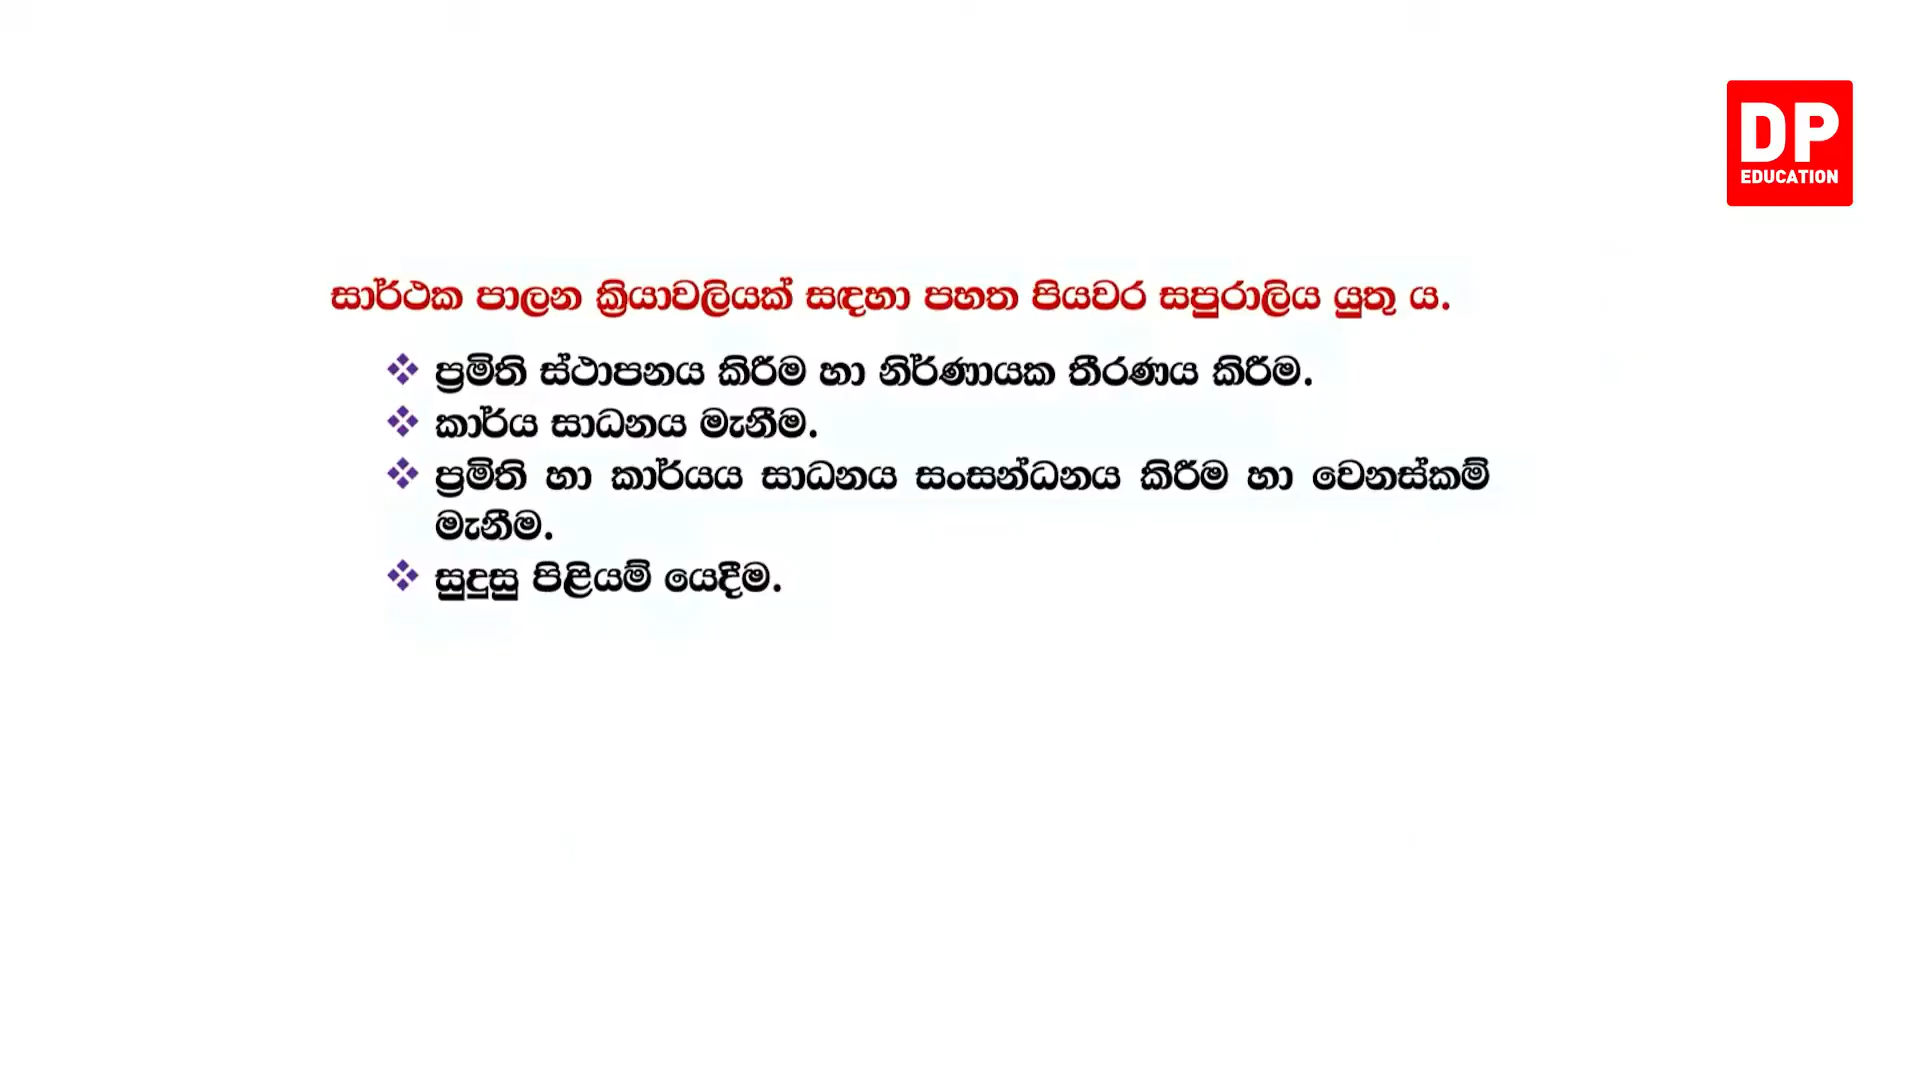 DP
EDUCATION
සාර්ථක පාලන ක්‍රියාවලියක් සඳහා පහත පියවර සපුරාලිය යුතු ය.
❖ ප්‍රමිති ස්ථාපනය කිරීම හා නිර්ණායක තීරණය කිරීම.
❖ කාර්ය සාධනය මැනීම.
❖ ප්‍රමිති හා කාර්යය සාධනය සංසන්ධනය කිරීම හා වෙනස්කම්
මැනීම.
❖ සුදුසු පිළියම් යෙදීම.